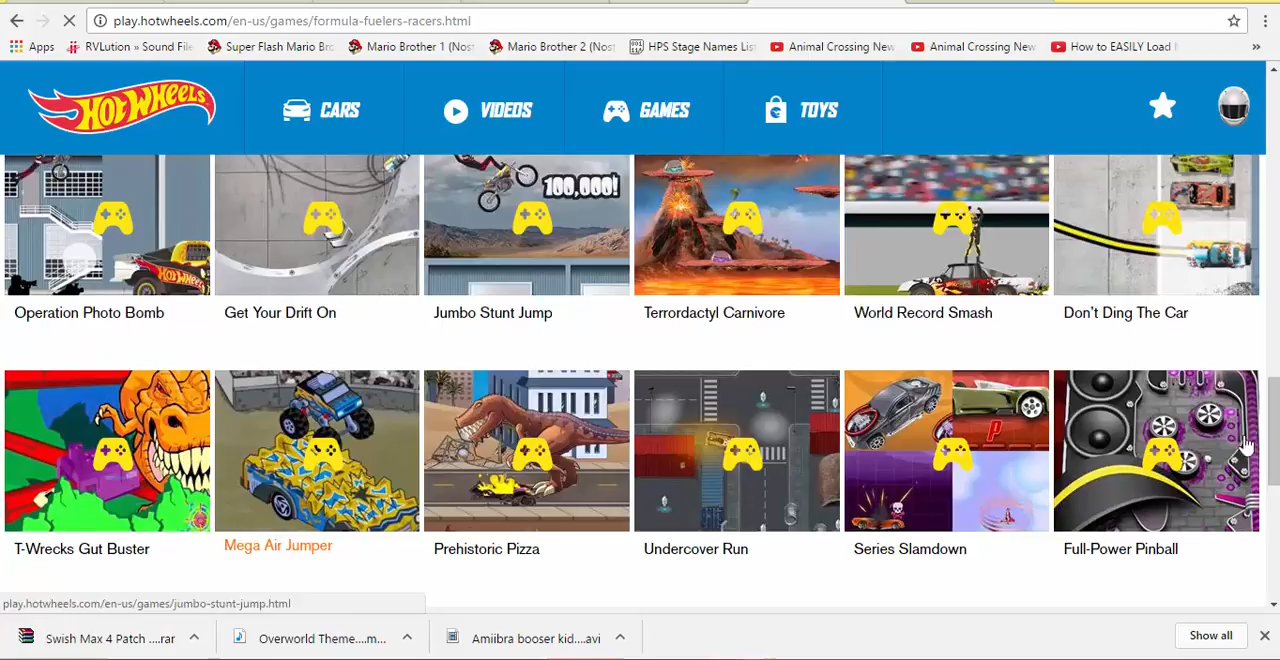 play.hotwheels.com/en-us/games/formula-fuelers-racers.html
Apps RVLution » Sound File Super Flash Mario Bro Mario Brother 1 (Nos Mario Brother 2 (Nos HPS Stage Names Lis Animal Crossing New Animal Crossing New How to EASILY Load »
HOT WHEELS CARS VIDEOS GAMES TOYS
100,000!
HOT WHEELS
Operation Photo Bomb Get Your Drift On Jumbo Stunt Jump Terrordactyl Carnivore World Record Smash Don't Ding The Car
P
T-Wrecks Gut Buster Mega Air Jumper Prehistoric Pizza Undercover Run Series Slamdown Full-Power Pinball
play.hotwheels.com/en-us/games/jumbo-stunt-jump.html
Swish Max 4 Patch ....rar Overworld Theme....m... Amiibra booser kid....avi Show all